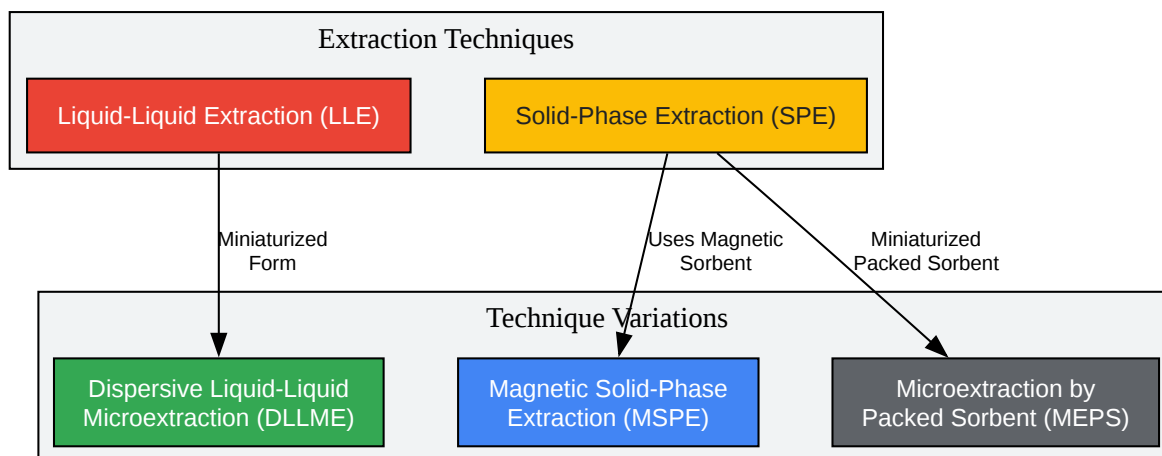 Extraction Techniques
Liquid-Liquid Extraction (LLE)
Solid-Phase Extraction (SPE)
Miniaturized
Form
Uses Magnetic
Sorbent
Miniaturized
Packed Sorbent
Technique Variations
Dispersive Liquid-Liquid
Microextraction (DLLME)
Magnetic Solid-Phase
Extraction (MSPE)
Microextraction by
Packed Sorbent (MEPS)